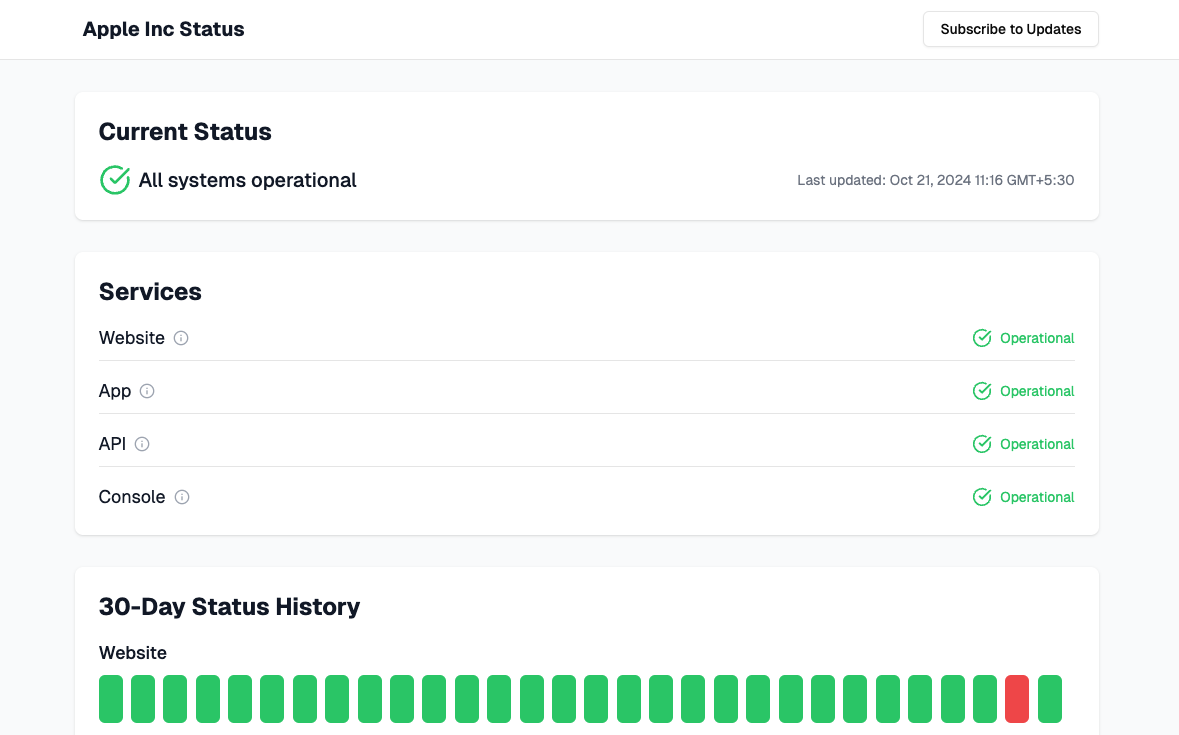 Apple Inc Status
Subscribe to Updates
Current Status
All systems operational
Last updated: Oct 21, 2024 11:16 GMT+5:30
Services
Website
Operational
App
Operational
API
Operational
Console
Operational
30-Day Status History
Website